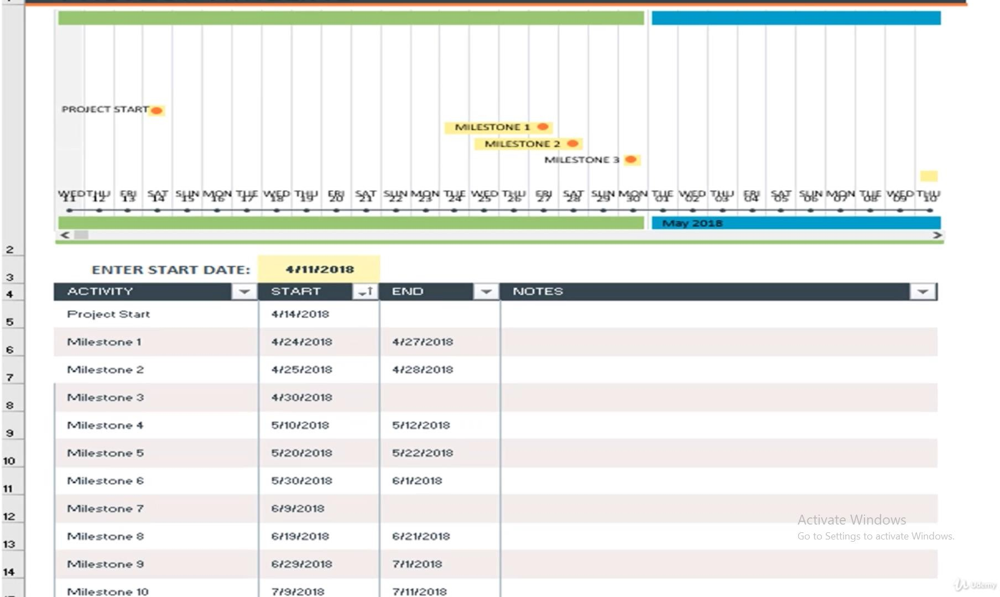 PROJECT START
MILESTONE 1
MILESTONE 2
MILESTONE 3
WED THU FRI SAT SUN MON TUE WED THU FRI SAT SUN MON TUE WED THU FRI SAT SUN MON TUE WED THU FRI SAT SUN MON TUE WED THU
11 12 13 14 15 16 17 18 19 20 21 22 23 24 25 26 27 28 29 30 01 02 03 04 05 06 07 08 09 10
May 2018
2
3 ENTER START DATE: 4/11/2018
4 ACTIVITY START END NOTES
5 Project Start 4/14/2018
6 Milestone 1 4/24/2018 4/27/2018
7 Milestone 2 4/25/2018 4/28/2018
8 Milestone 3 4/30/2018
9 Milestone 4 5/10/2018 5/12/2018
10 Milestone 5 5/20/2018 5/22/2018
11 Milestone 6 5/30/2018 6/1/2018
12 Milestone 7 6/9/2018
13 Milestone 8 6/19/2018 6/21/2018
14 Milestone 9 6/29/2018 7/1/2018
Milestone 10 7/9/2018 7/11/2018
Activate Windows
Go to Settings to activate Windows.
Udemy